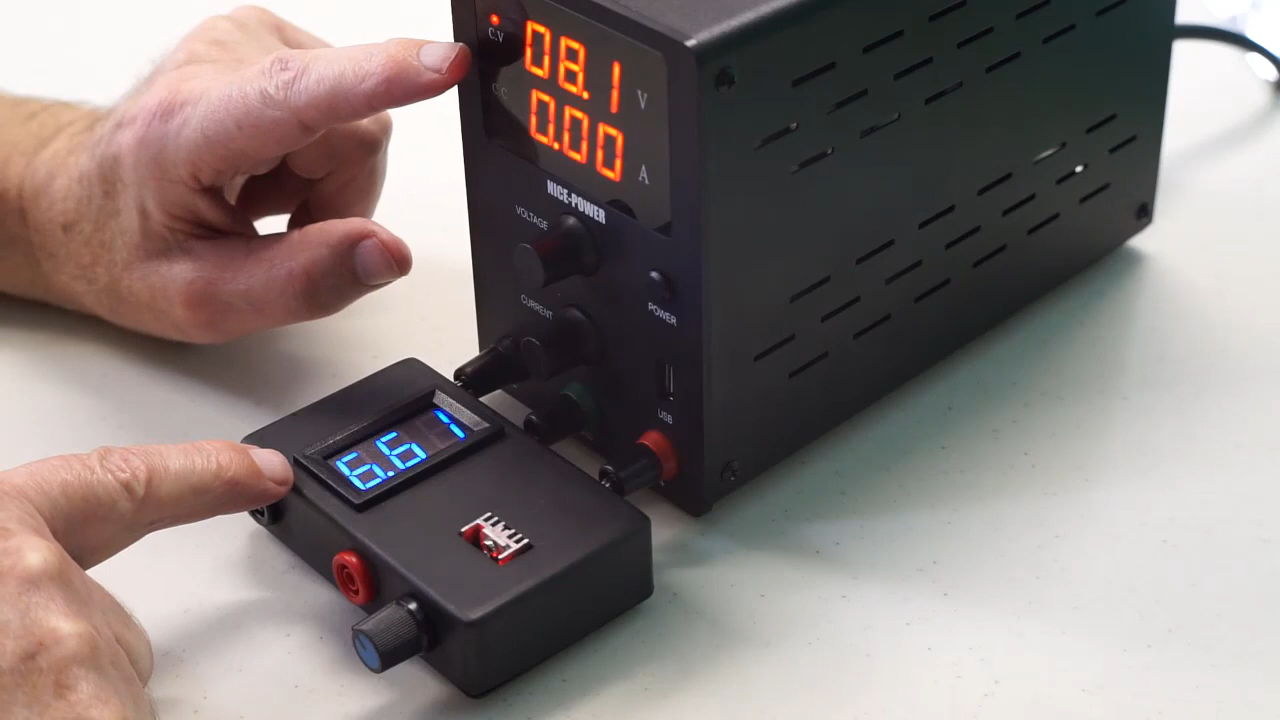 C.V
08.1 V
C.C
0.00 A
NICE-POWER
VOLTAGE
CURRENT
POWER
USB
6.61